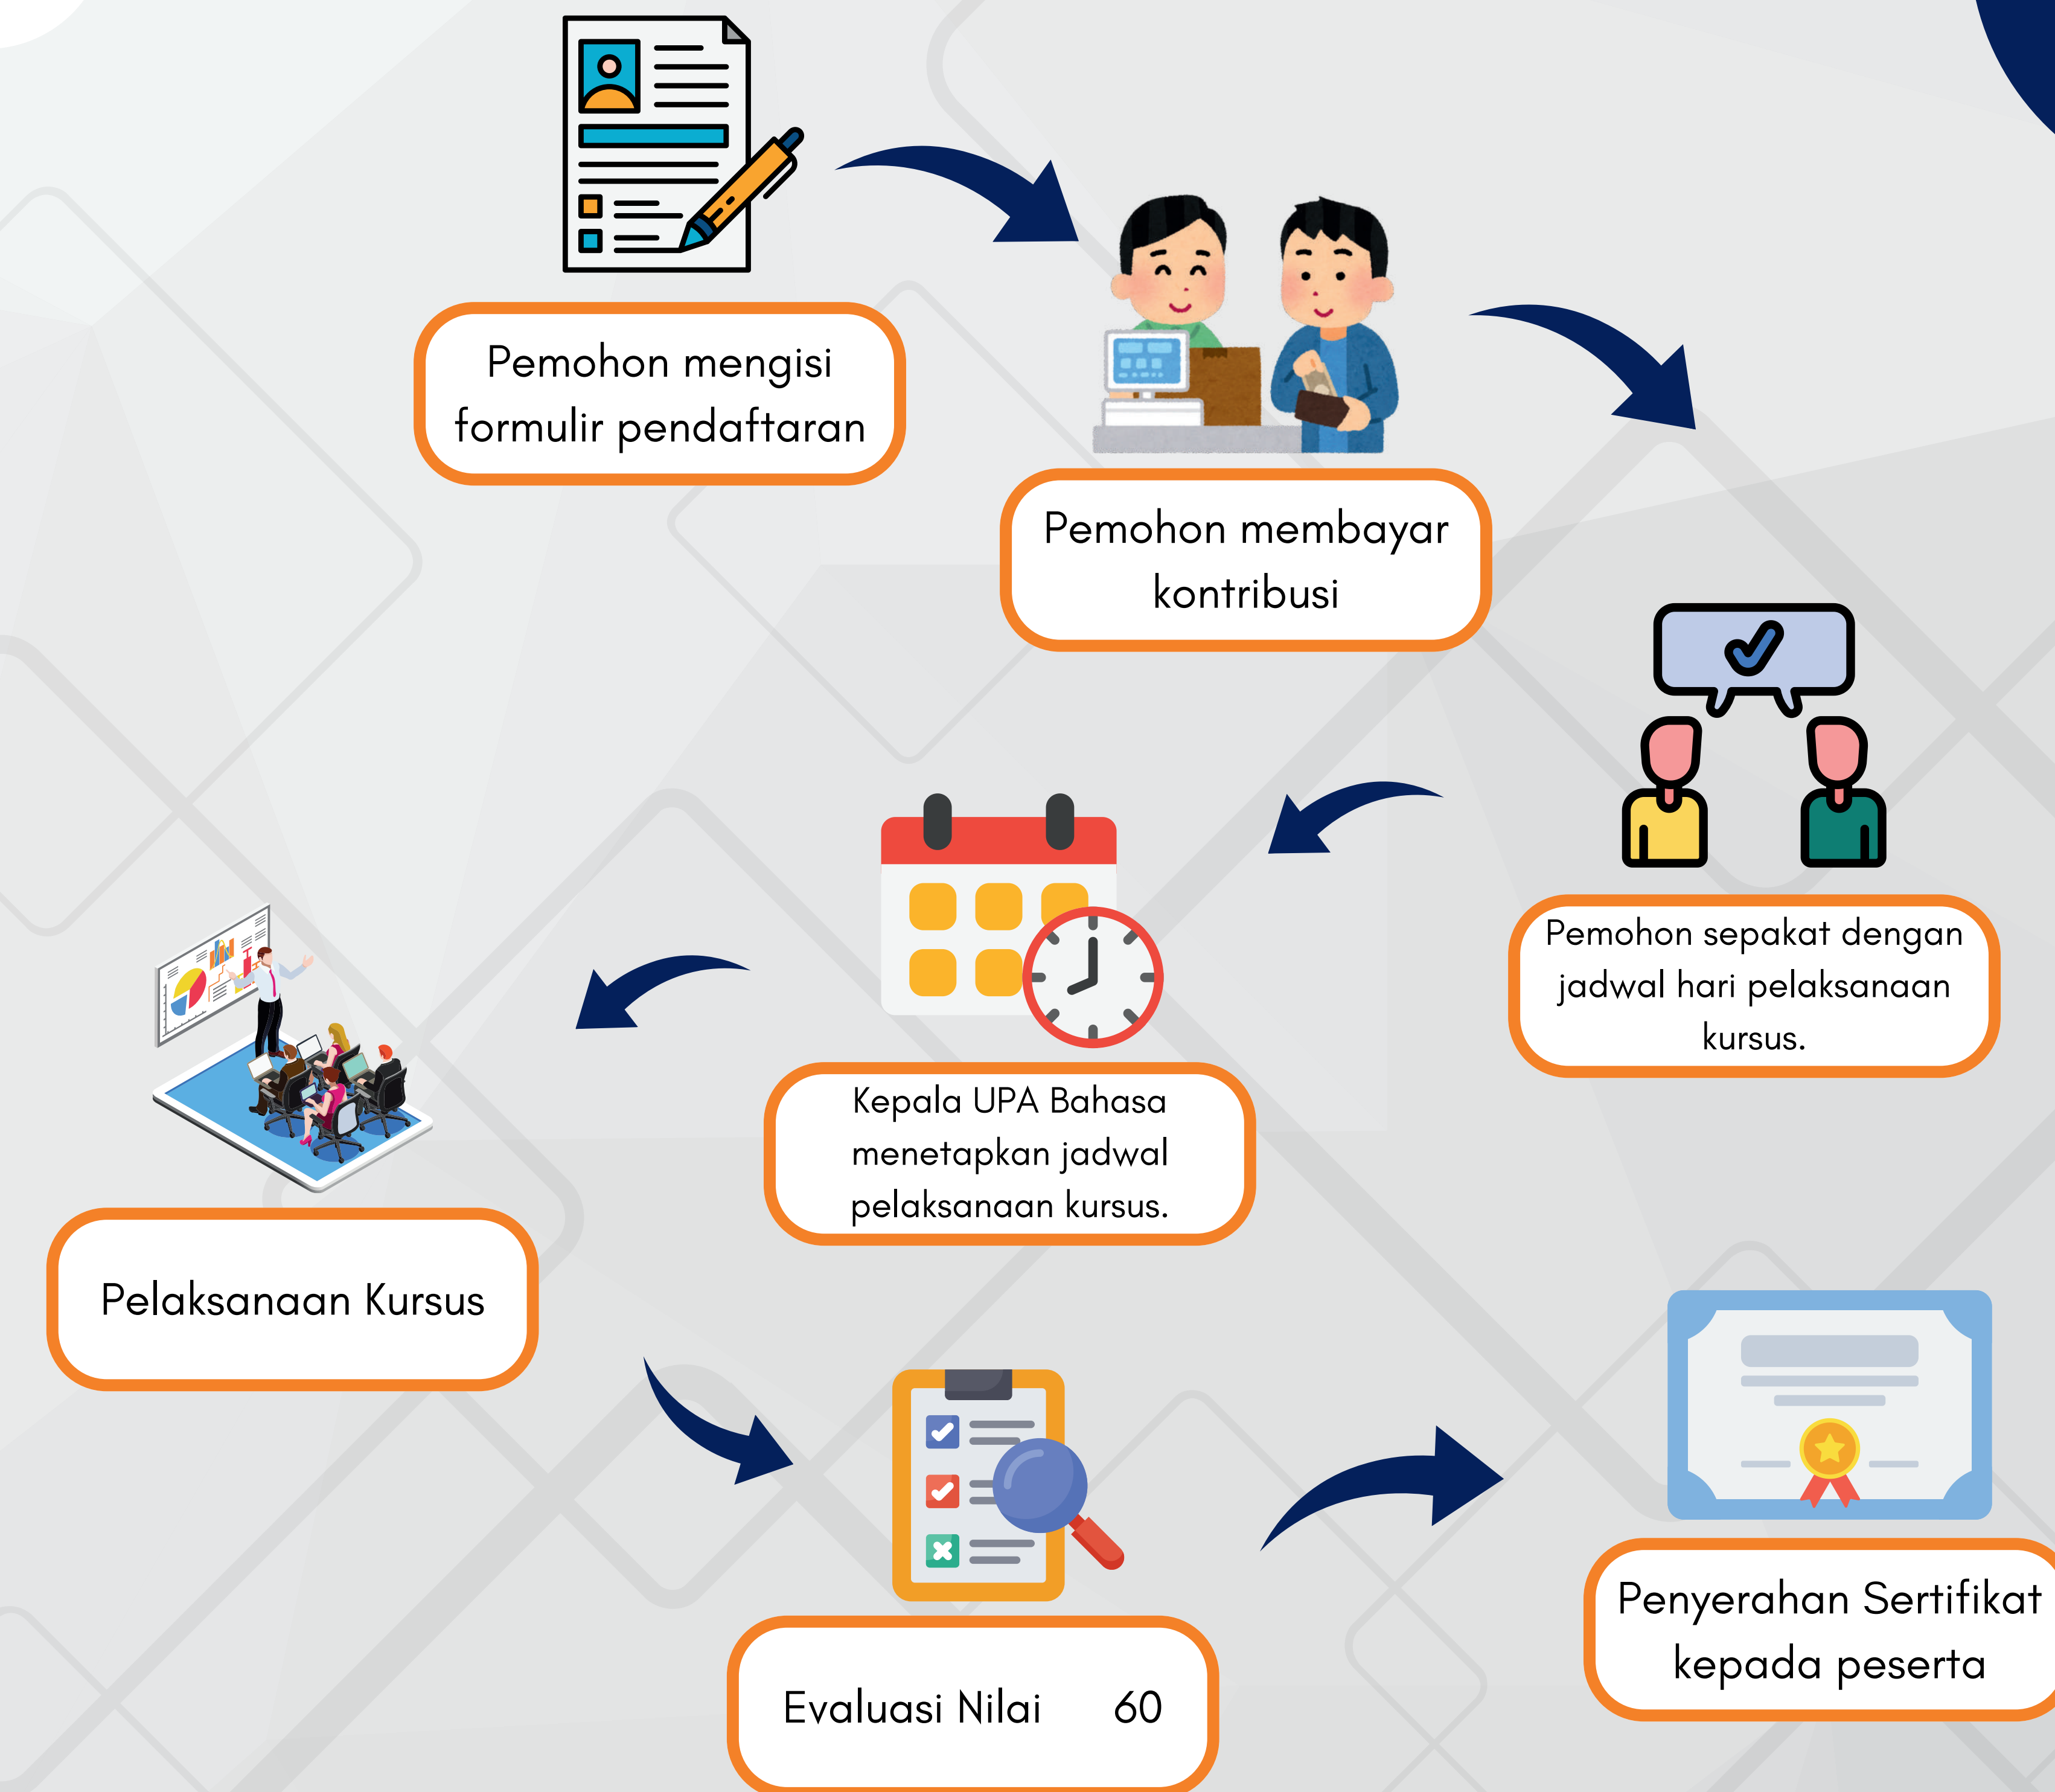 Pemohon mengisi
formulir pendaftaran
Pemohon membayar
kontribusi
Pemohon sepakat dengan
jadwal hari pelaksanaan
kursus.
Kepala UPA Bahasa
menetapkan jadwal
pelaksanaan kursus.
Pelaksanaan Kursus
Evaluasi Nilai 60
Penyerahan Sertifikat
kepada peserta